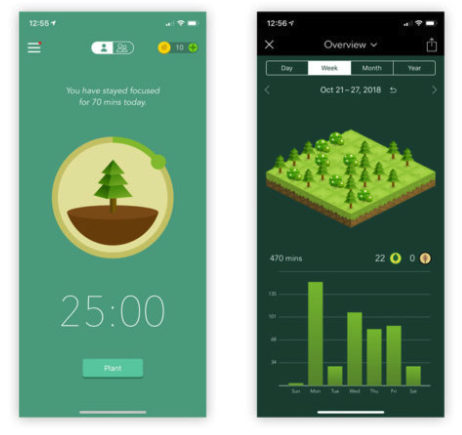 12:55
10
You have stayed focused
for 70 mins today.
25:00
Plant
12:56
Overview
Day Week Month Year
Oct 21 – 27, 2018
470 mins 22 0
135
101
68
34
Sun Mon Tue Wed Thu Fri Sat